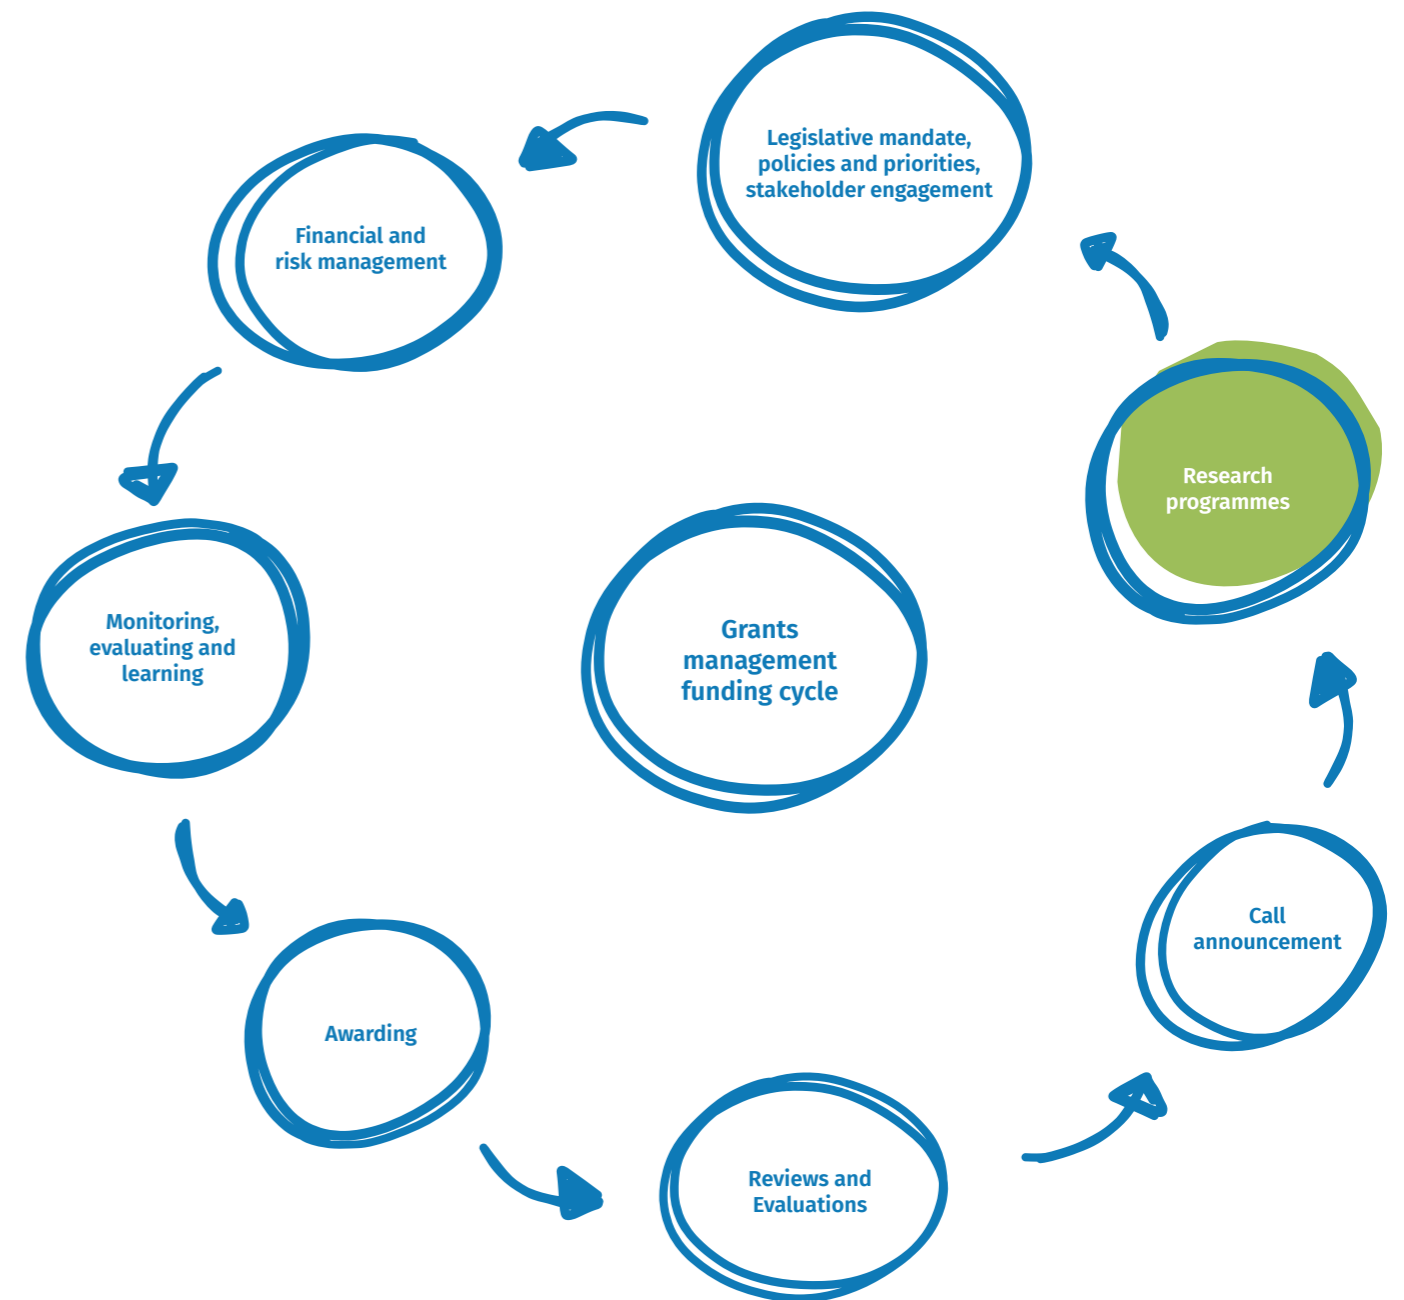 Legislative mandate,
policies and priorities,
stakeholder engagement
Financial and
risk management
Research
programmes
Monitoring,
evaluating and
learning
Grants
management
funding cycle
Call
announcement
Awarding
Reviews and
Evaluations